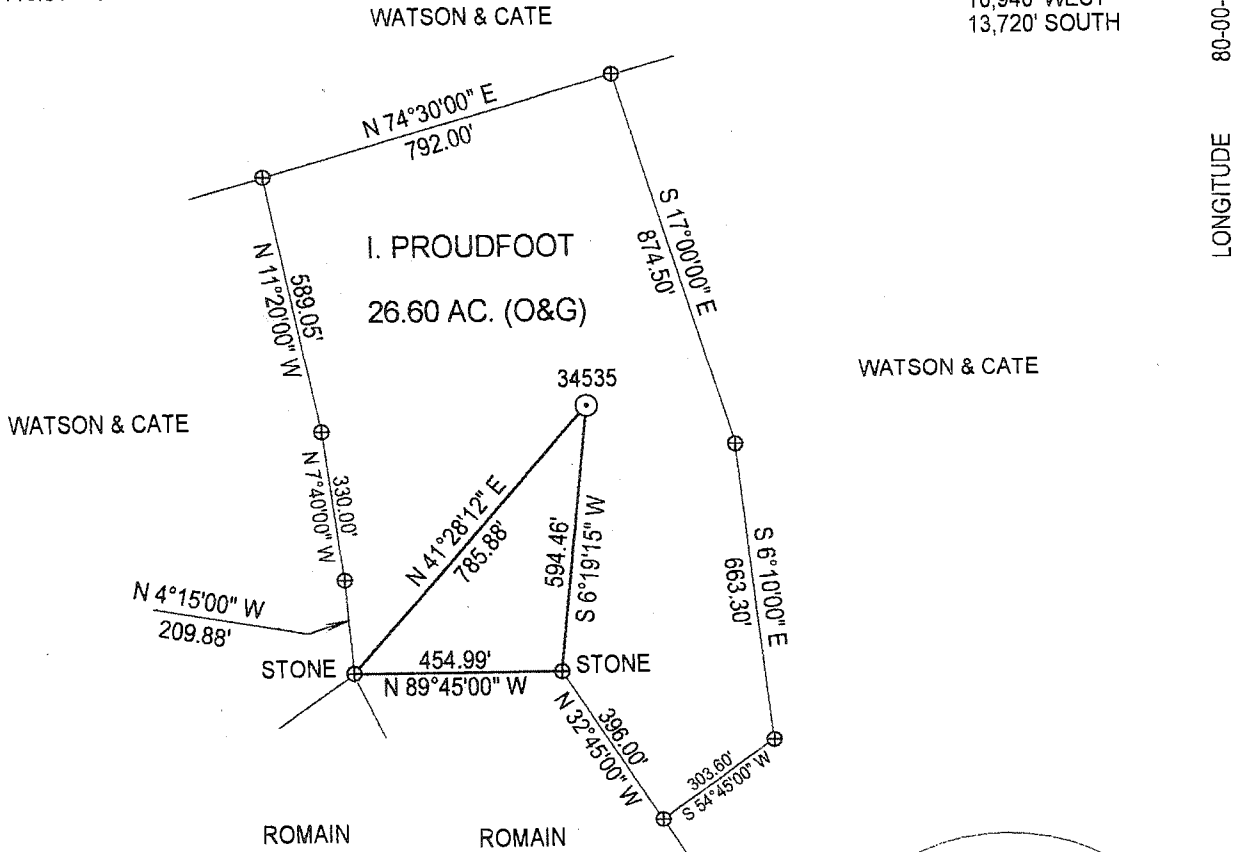 WATSON & CATE
13,720' SOUTH
80-00-
LONGITUDE
N 74°30'00" E
792.00'
S 17°00'00" E
874.50'
I. PROUDFOOT
26.60 AC. (O&G)
589.05'
N 11°20'00" W
34535
WATSON & CATE
WATSON & CATE
330.00'
N 7°40'00" W
N 41°28'12" E
785.88'
594.46'
S 6°19'15" W
S 6°10'00" E
663.30'
N 4°15'00" W
209.88'
STONE
454.99'
N 89°45'00" W
STONE
396.00'
N 32°45'00" W
303.60'
S 54°45'00" W
ROMAIN
ROMAIN